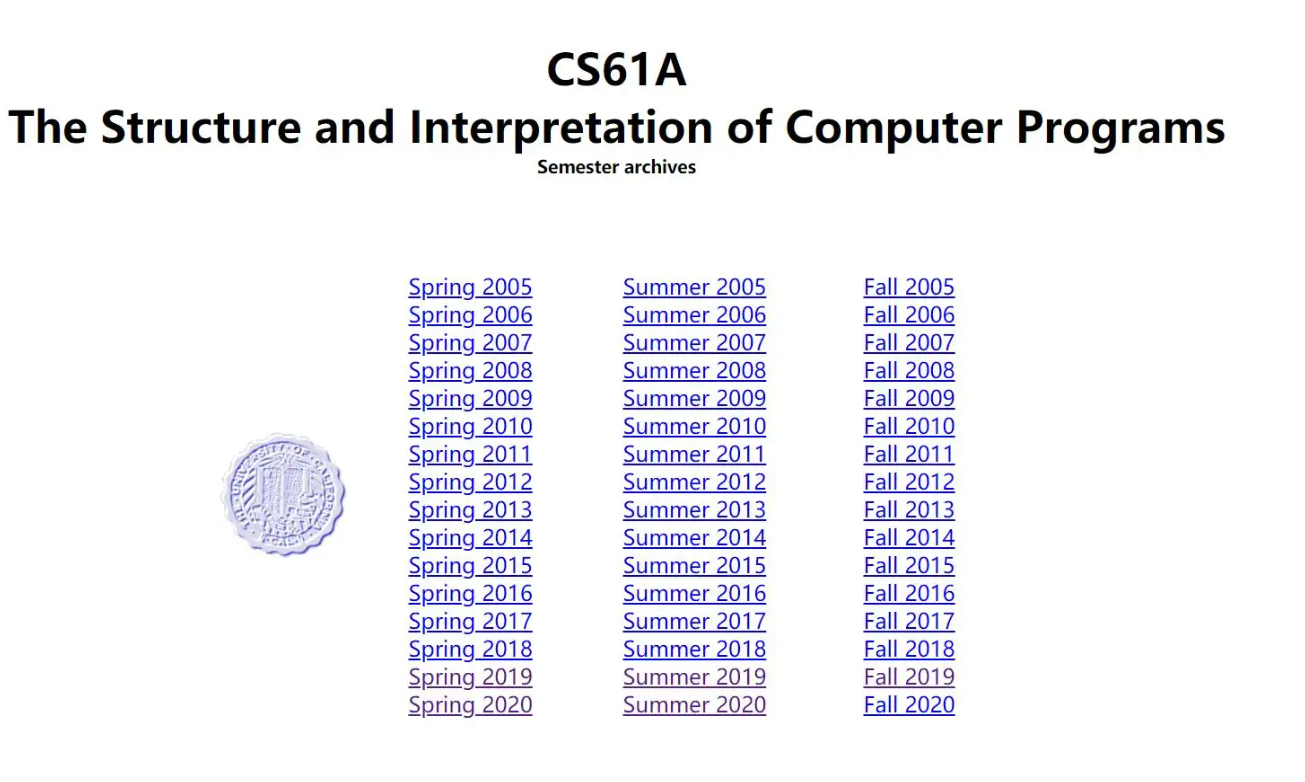 CS61A
The Structure and Interpretation of Computer Programs
Semester archives
Spring 2005 Summer 2005 Fall 2005
Spring 2006 Summer 2006 Fall 2006
Spring 2007 Summer 2007 Fall 2007
Spring 2008 Summer 2008 Fall 2008
Spring 2009 Summer 2009 Fall 2009
Spring 2010 Summer 2010 Fall 2010
Spring 2011 Summer 2011 Fall 2011
Spring 2012 Summer 2012 Fall 2012
Spring 2013 Summer 2013 Fall 2013
Spring 2014 Summer 2014 Fall 2014
Spring 2015 Summer 2015 Fall 2015
Spring 2016 Summer 2016 Fall 2016
Spring 2017 Summer 2017 Fall 2017
Spring 2018 Summer 2018 Fall 2018
Spring 2019 Summer 2019 Fall 2019
Spring 2020 Summer 2020 Fall 2020
THE · UNIVERSITY · OF · CALIFORNIA